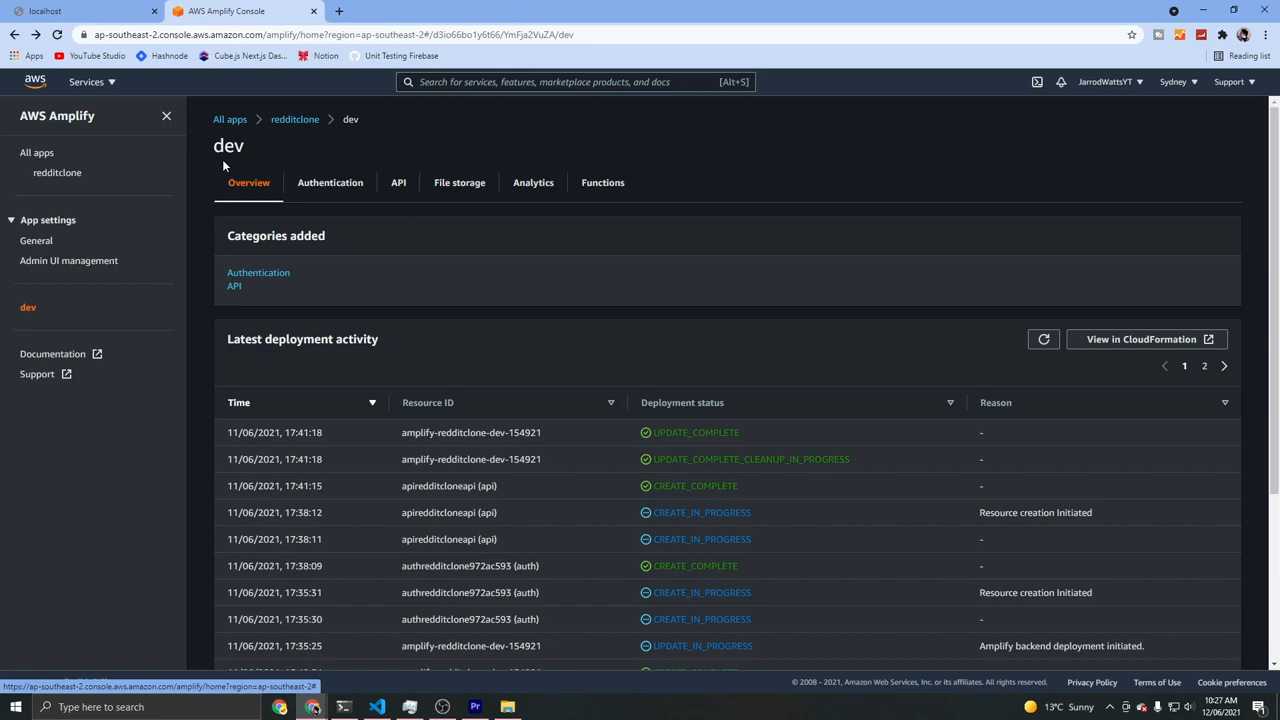 localhost
AWS Amplify Console
ap-southeast-2.console.aws.amazon.com/amplify/home?region=ap-southeast-2#/d3io66bo1y6t66/YmFja2VuZA/dev
Apps
YouTube Studio
Hashnode
Cube.js Next.js Das...
Notion
Unit Testing Firebase
Reading list
aws
Services
Search for services, features, marketplace products, and docs
[Alt+S]
JarrodWattsYT
Sydney
Support
AWS Amplify
All apps
redditclone
App settings
General
Admin UI management
dev
Documentation
Support
All apps
redditclone
dev
dev
Overview
Authentication
API
File storage
Analytics
Functions
Categories added
Authentication
API
Latest deployment activity
View in CloudFormation
1 2
Time Resource ID Deployment status Reason
11/06/2021, 17:41:18 amplify-redditclone-dev-154921 UPDATE_COMPLETE -
11/06/2021, 17:41:18 amplify-redditclone-dev-154921 UPDATE_COMPLETE_CLEANUP_IN_PROGRESS -
11/06/2021, 17:41:15 apiredditcloneapi (api) CREATE_COMPLETE -
11/06/2021, 17:38:12 apiredditcloneapi (api) CREATE_IN_PROGRESS Resource creation Initiated
11/06/2021, 17:38:11 apiredditcloneapi (api) CREATE_IN_PROGRESS -
11/06/2021, 17:38:09 authredditclone972ac593 (auth) CREATE_COMPLETE -
11/06/2021, 17:35:31 authredditclone972ac593 (auth) CREATE_IN_PROGRESS Resource creation Initiated
11/06/2021, 17:35:30 authredditclone972ac593 (auth) CREATE_IN_PROGRESS -
11/06/2021, 17:35:25 amplify-redditclone-dev-154921 UPDATE_IN_PROGRESS Amplify backend deployment initiated.
https://ap-southeast-2.console.aws.amazon.com/amplify/home?region=ap-southeast-2#
© 2008 - 2021, Amazon Web Services, Inc. or its affiliates. All rights reserved.
Privacy Policy
Terms of Use
Cookie preferences
Type here to search
13°C Sunny
10:27 AM
12/06/2021